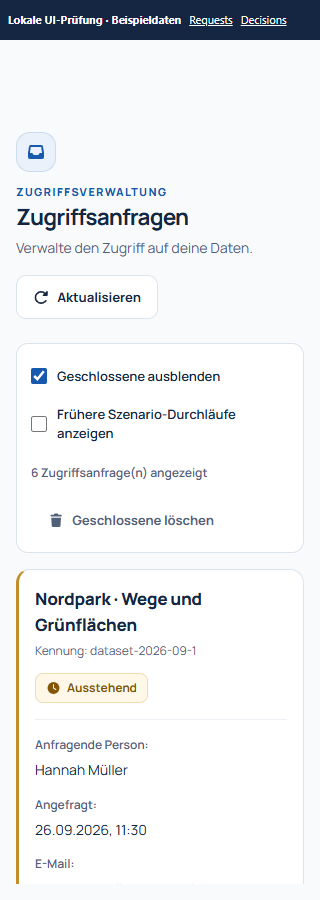 Lokale UI-Prüfung · Beispieldaten Requests Decisions
ZUGRIFFSVERWALTUNG
Zugriffsanfragen
Verwalte den Zugriff auf deine Daten.
Aktualisieren
Geschlossene ausblenden
Frühere Szenario-Durchläufe
anzeigen
6 Zugriffsanfrage(n) angezeigt
Geschlossene löschen
Nordpark · Wege und
Grünflächen
Kennung: dataset-2026-09-1
Ausstehend
Anfragende Person:
Hannah Müller
Angefragt:
26.09.2026, 11:30
E-Mail: